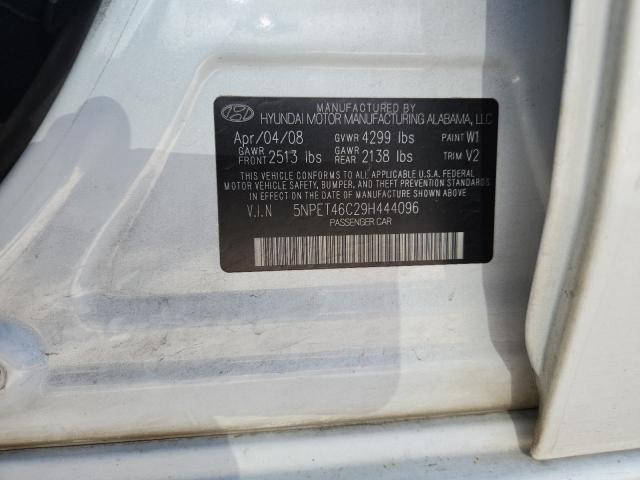 MANUFACTURED BY
HYUNDAI MOTOR MANUFACTURING ALABAMA, LLC
Apr/04/08 GVWR 4299 lbs PAINT W1
GAWR FRONT 2513 lbs GAWR REAR 2138 lbs TRIM V2
THIS VEHICLE CONFORMS TO ALL APPLICABLE U.S.A. FEDERAL
MOTOR VEHICLE SAFETY, BUMPER, AND THEFT PREVENTION STANDARDS
IN EFFECT ON THE DATE OF MANUFACTURE SHOWN ABOVE.
V.I.N 5NPET46C29H444096
PASSENGER CAR